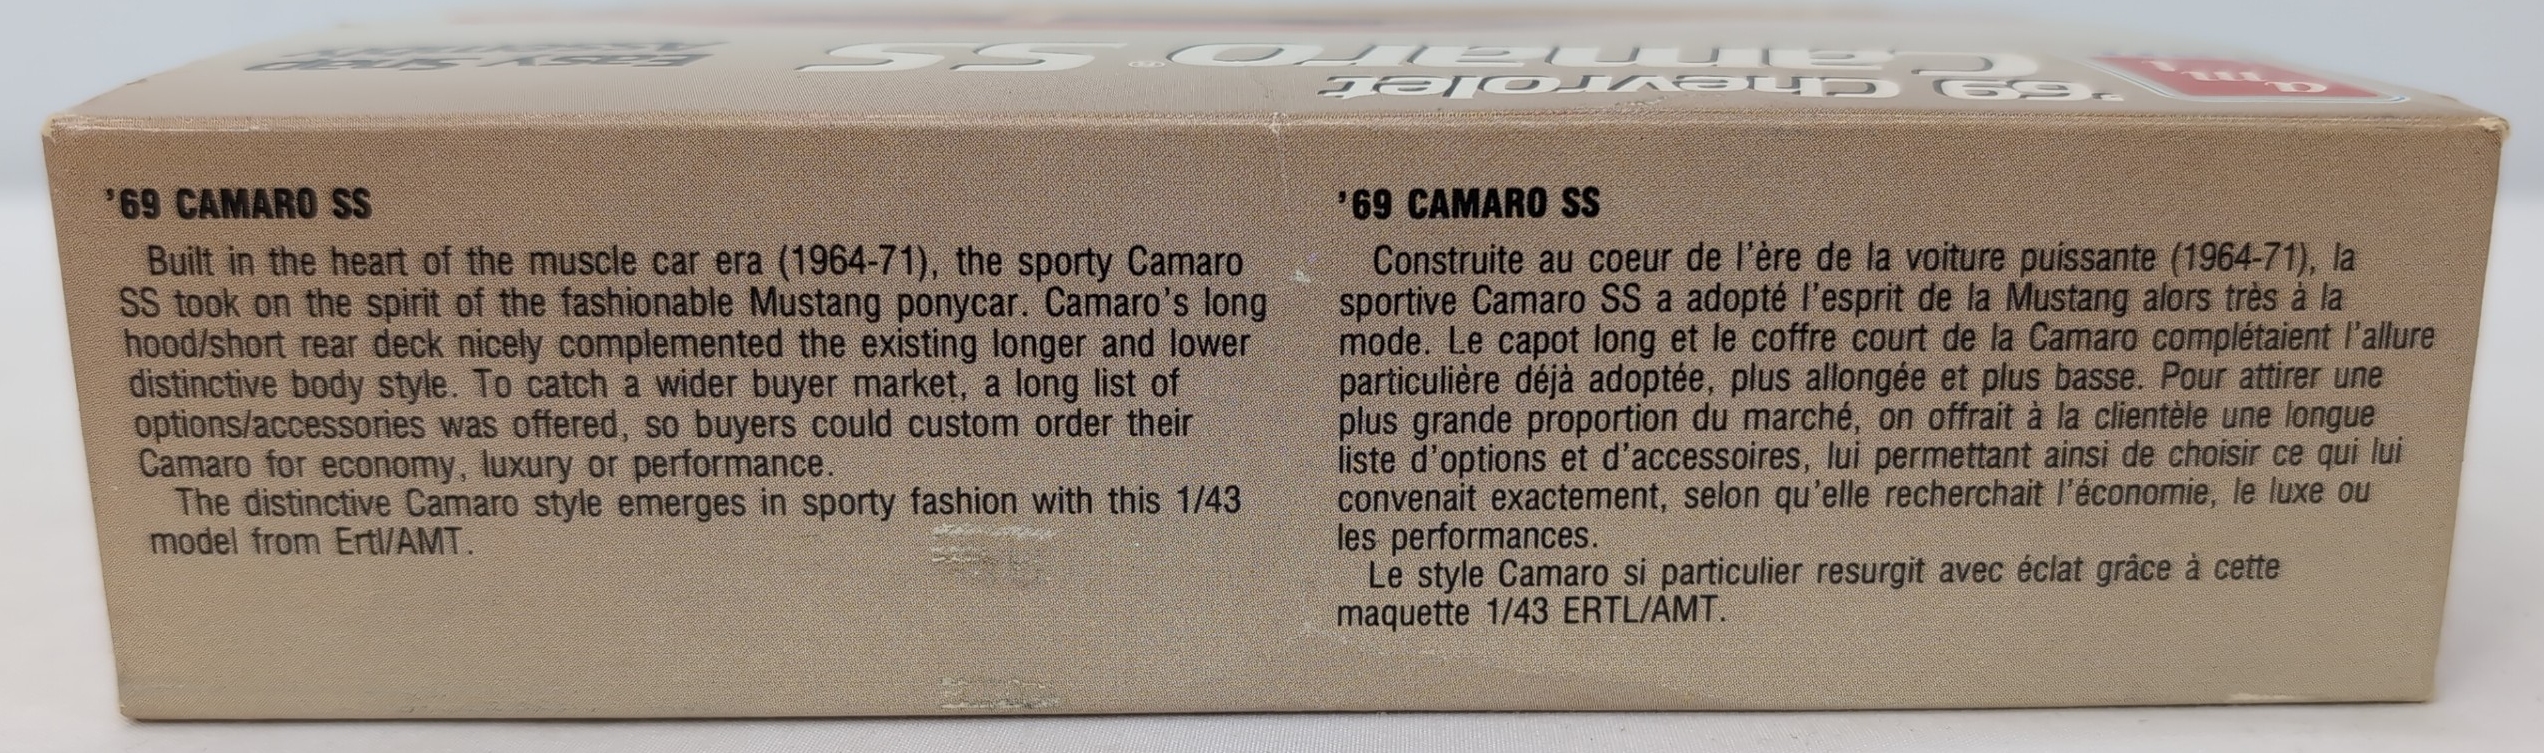 Easy Snap
Assembly
Camaro® SS
'69 Chevrolet
amt
'69 CAMARO SS
Built in the heart of the muscle car era (1964-71), the sporty Camaro
SS took on the spirit of the fashionable Mustang ponycar. Camaro's long
hood/short rear deck nicely complemented the existing longer and lower
distinctive body style. To catch a wider buyer market, a long list of
options/accessories was offered, so buyers could custom order their
Camaro for economy, luxury or performance.
The distinctive Camaro style emerges in sporty fashion with this 1/43
model from Ertl/AMT.
'69 CAMARO SS
Construite au coeur de l'ère de la voiture puissante (1964-71), la
sportive Camaro SS a adopté l'esprit de la Mustang alors très à la
mode. Le capot long et le coffre court de la Camaro complétaient l'allure
particulière déjà adoptée, plus allongée et plus basse. Pour attirer une
plus grande proportion du marché, on offrait à la clientèle une longue
liste d'options et d'accessoires, lui permettant ainsi de choisir ce qui lui
convenait exactement, selon qu'elle recherchait l'économie, le luxe ou
les performances.
Le style Camaro si particulier resurgit avec éclat grâce à cette
maquette 1/43 ERTL/AMT.